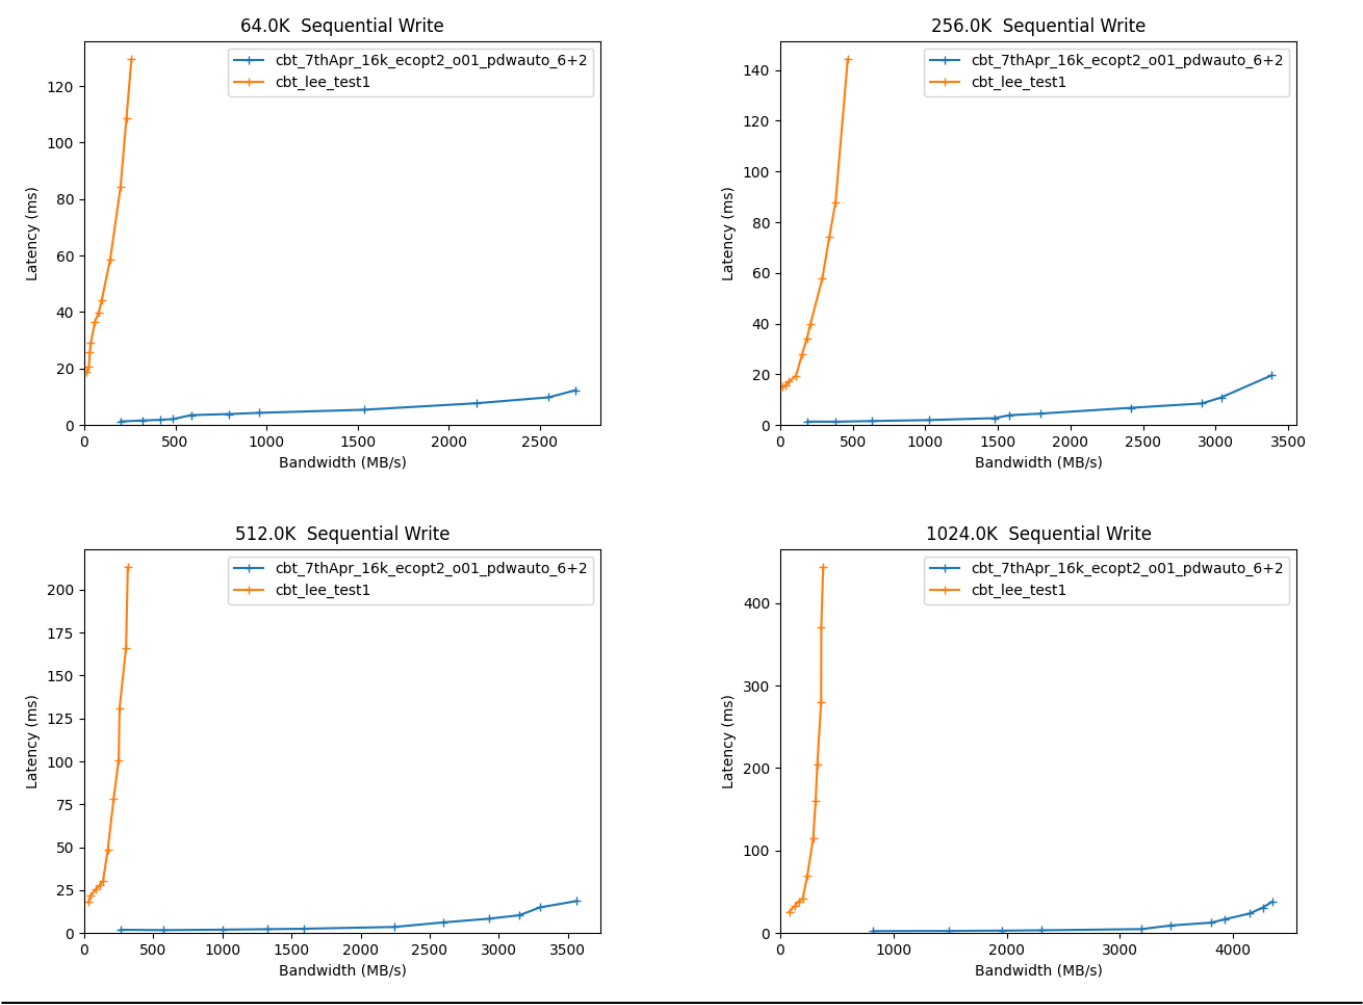 64.0K  Sequential Write
cbt_7thApr_16k_ecopt2_o01_pdwauto_6+2
cbt_lee_test1
120
100
80
60
40
20
0
Latency (ms)
0 500 1000 1500 2000 2500
Bandwidth (MB/s)
256.0K  Sequential Write
cbt_7thApr_16k_ecopt2_o01_pdwauto_6+2
cbt_lee_test1
140
120
100
80
60
40
20
0
Latency (ms)
0 500 1000 1500 2000 2500 3000 3500
Bandwidth (MB/s)
512.0K  Sequential Write
cbt_7thApr_16k_ecopt2_o01_pdwauto_6+2
cbt_lee_test1
200
175
150
125
100
75
50
25
0
Latency (ms)
0 500 1000 1500 2000 2500 3000 3500
Bandwidth (MB/s)
1024.0K  Sequential Write
cbt_7thApr_16k_ecopt2_o01_pdwauto_6+2
cbt_lee_test1
400
300
200
100
0
Latency (ms)
0 1000 2000 3000 4000
Bandwidth (MB/s)